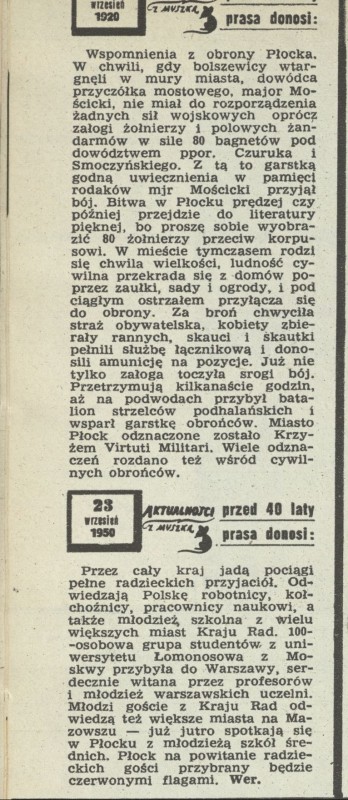 wrzesień
1920
Z MUSZKĄ
prasa donosi:
Wspomnienia z obrony Płocka.
W chwili, gdy bolszewicy wtar-
gnęli w mury miasta, dowódca
przyczółka mostowego, major Mo-
ścicki, nie miał do rozporządzenia
żadnych sił wojskowych oprócz
załogi żołnierzy i polowych żan-
darmów w sile 80 bagnetów pod
dowództwem ppor. Czuruka i
Smoczyńskiego. Z tą to garstką
godną uwiecznienia w pamięci
rodaków mjr Mościcki przyjął
bój. Bitwa w Płocku prędzej czy
później przejdzie do literatury
pięknej, bo proszę sobie wyobra-
zić 80 żołnierzy przeciw korpu-
sowi. W mieście tymczasem rodzi
się chwila wielkości, ludność cy-
wilna przekrada się z domów po-
przez zaułki, sady i ogrody, i pod
ciągłym ostrzałem przyłącza się
do obrony. Za broń chwyciła
straż obywatelska, kobiety zbie-
rały rannych, skauci i skautki
pełnili służbę łącznikową i dono-
sili amunicję na pozycje. Już nie
tylko załoga toczyła srogi bój.
Przetrzymują kilkanaście godzin,
aż na podwodach przybył bata-
lion strzelców podhalańskich i
wsparł garstkę obrońców. Miasto
Płock odznaczone zostało Krzy-
żem Virtuti Militari. Wiele odzna-
czeń rozdano też wśród cywil-
nych obrońców.
23
wrzesień
1950
AKTUALNOŚCI przed 40 laty
Z MUSZKĄ prasa donosi:
Przez cały kraj jadą pociągi
pełne radzieckich przyjaciół. Od-
wiedzają Polskę robotnicy, koł-
choźnicy, pracownicy naukowi, a
także młodzież szkolna z wielu
większych miast Kraju Rad. 100-
-osobowa grupa studentów z uni-
wersytetu Łomonosowa z Mo-
skwy przybyła do Warszawy, ser-
decznie witana przez profesorów
i młodzież warszawskich uczelni.
Młodzi goście z Kraju Rad od-
wiedzą też większe miasta na Ma-
zowszu — już jutro spotkają się
w Płocku z młodzieżą szkół śre-
dnich. Płock na powitanie radzie-
ckich gości przybrany będzie
czerwonymi flagami. Wer.